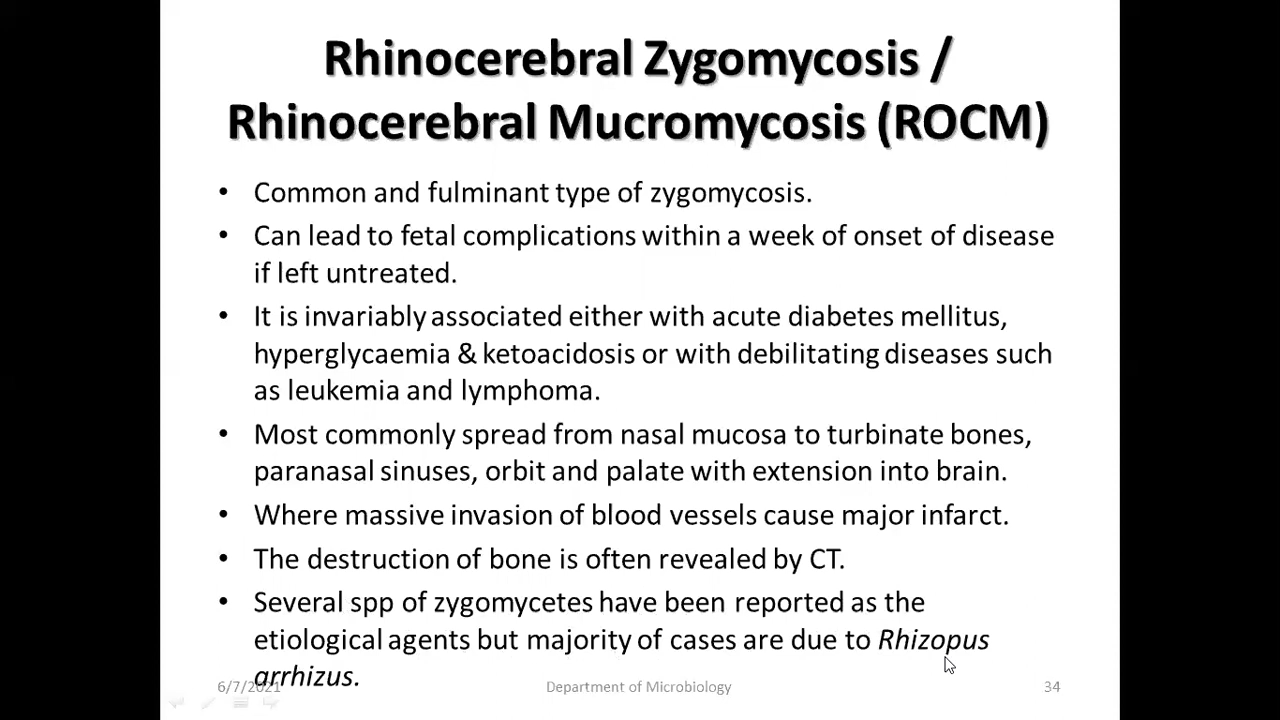 Rhinocerebral Zygomycosis /
Rhinocerebral Mucromycosis (ROCM)
• Common and fulminant type of zygomycosis.
• Can lead to fetal complications within a week of onset of disease
if left untreated.
• It is invariably associated either with acute diabetes mellitus,
hyperglycaemia & ketoacidosis or with debilitating diseases such
as leukemia and lymphoma.
• Most commonly spread from nasal mucosa to turbinate bones,
paranasal sinuses, orbit and palate with extension into brain.
• Where massive invasion of blood vessels cause major infarct.
• The destruction of bone is often revealed by CT.
• Several spp of zygomycetes have been reported as the
etiological agents but majority of cases are due to Rhizopus
arrhizus.
6/7/2021 Department of Microbiology 34